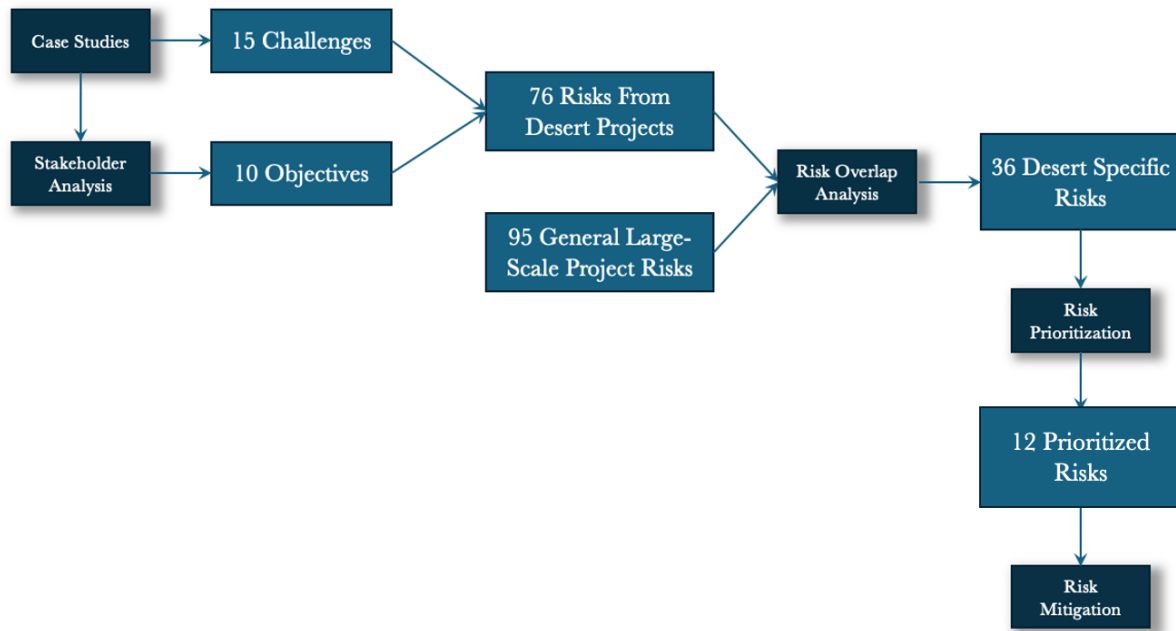 Case Studies
15 Challenges
Stakeholder
Analysis
10 Objectives
76 Risks From
Desert Projects
95 General Large-
Scale Project Risks
Risk Overlap
Analysis
36 Desert Specific
Risks
Risk
Prioritization
12 Prioritized
Risks
Risk
Mitigation